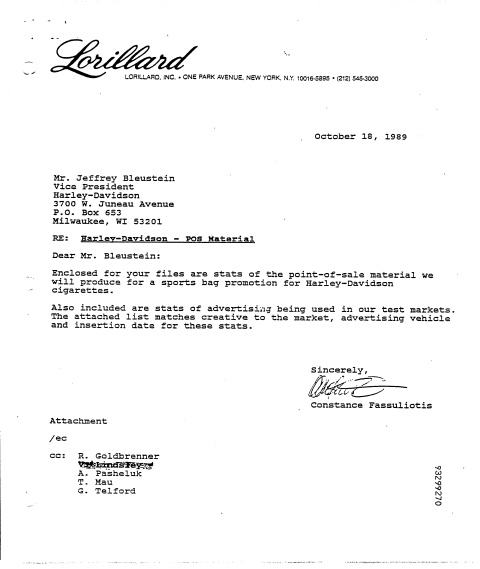 Lorillard
LORILLARD, INC. • ONE PARK AVENUE, NEW YORK, N.Y. 10016-5895 • (212) 545-3000
October 18, 1989
Mr. Jeffrey Bleustein
Vice President
Harley-Davidson
3700 W. Juneau Avenue
P.O. Box 653
Milwaukee, WI 53201
RE: Harley-Davidson - POS Material
Dear Mr. Bleustein:
Enclosed for your files are stats of the point-of-sale material we
will produce for a sports bag promotion for Harley-Davidson
cigarettes.
Also included are stats of advertising being used in our test markets.
The attached list matches creative to the market, advertising vehicle
and insertion date for these stats.
Sincerely,
Constance Fassuliotis
Attachment
/ec
cc: R. Goldbrenner
A. Pasheluk
T. Mau
G. Telford
93299270